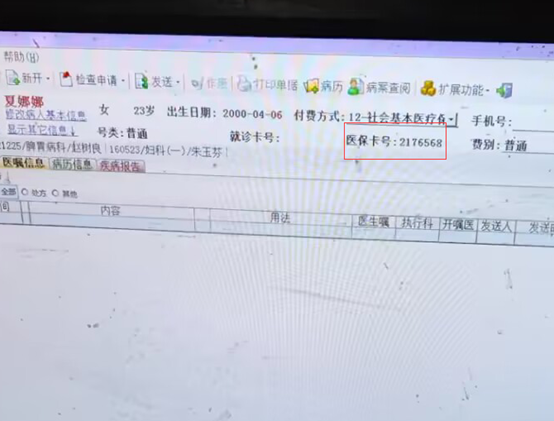 帮助(H)
新开 检查申请 发送 作废 打印单据 病历 病案查阅 扩展功能
夏娜娜 女 23岁 出生日期: 2000-04-06 付费方式: 12-社会基本医疗保 手机号:
修改病人基本信息
显示其它信息↓ 号类:普通 就诊卡号: 医保卡号:2176568 费别:普通
1225/脾胃病科/赵树良 |160523/妇科(一)/朱玉芬|
医嘱信息 病历信息 疾病报告
全部 处方 其他
间 内容 用法 医生嘱 执行科 开嘱医 发送人 发送时